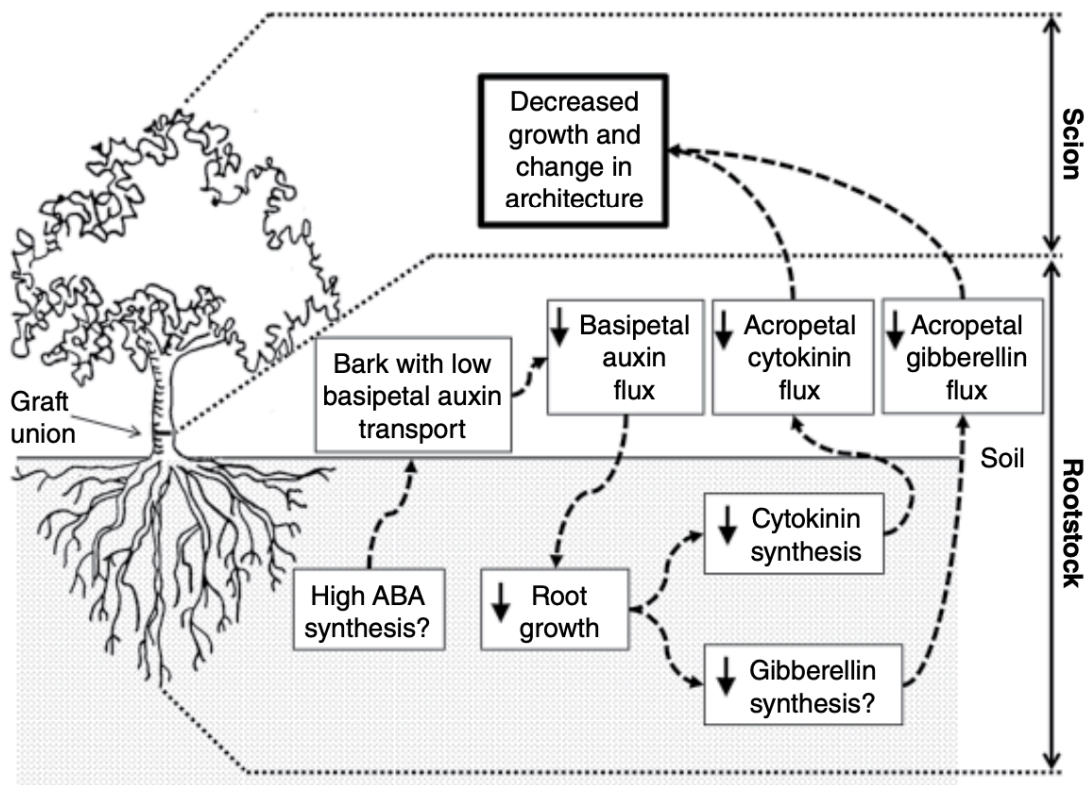 Decreased
growth and
change in
architecture
Scion
Bark with low
basipetal auxin
transport
↓ Basipetal
auxin
flux
↓ Acropetal
cytokinin
flux
↓ Acropetal
gibberellin
flux
Graft
union
Soil
Rootstock
High ABA
synthesis?
↓ Root
growth
↓ Cytokinin
synthesis
↓ Gibberellin
synthesis?